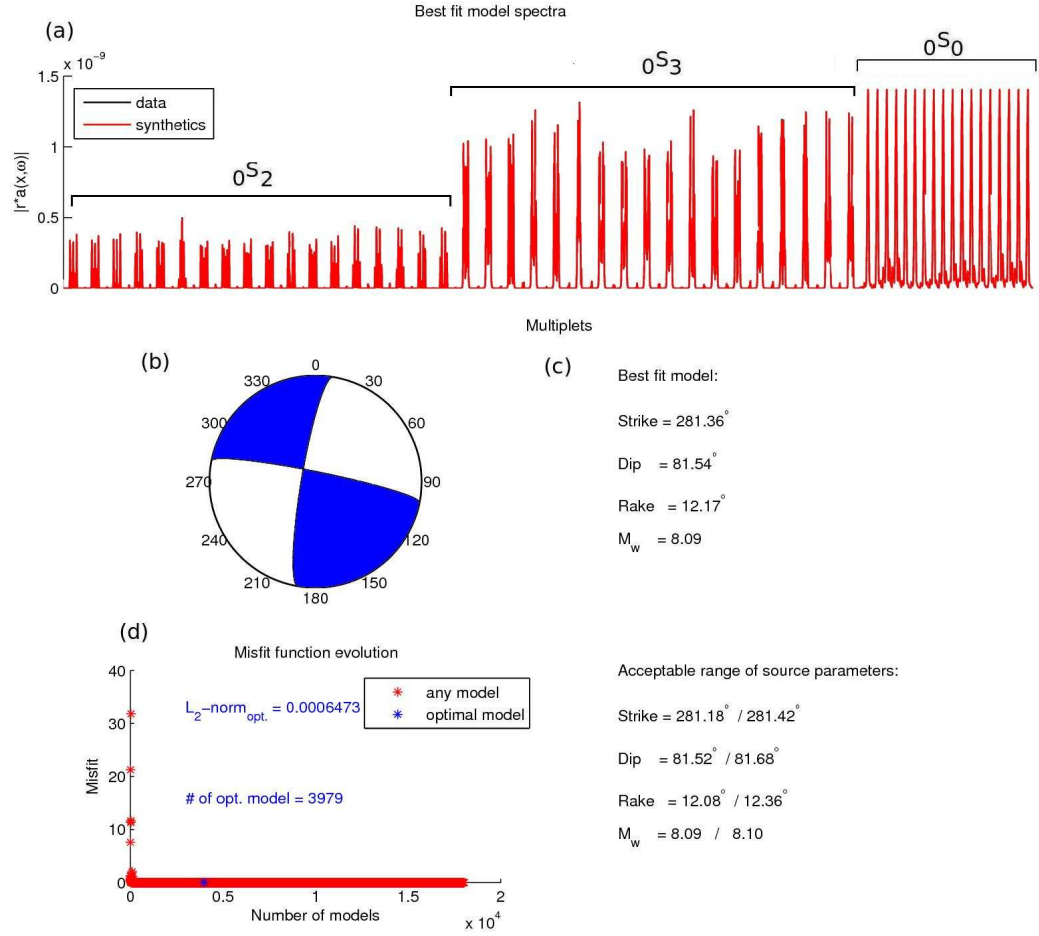 Best fit model spectra
(a)
x 10⁻⁹
1.5
1
0.5
0
|r*a(x,ω)|
data
synthetics
₀S₂
₀S₃
₀S₀
Multiplets
(b)
0
30
60
90
120
150
180
210
240
270
300
330
(c)
Best fit model:
Strike = 281.36°
Dip = 81.54°
Rake = 12.17°
M_w = 8.09
(d)
Misfit function evolution
40
30
20
10
0
Misfit
L₂−norm_opt. = 0.0006473
# of opt. model = 3979
any model
optimal model
0
0.5
1
1.5
2
x 10⁴
Number of models
Acceptable range of source parameters:
Strike = 281.18° / 281.42°
Dip = 81.52° / 81.68°
Rake = 12.08° / 12.36°
M_w = 8.09 / 8.10